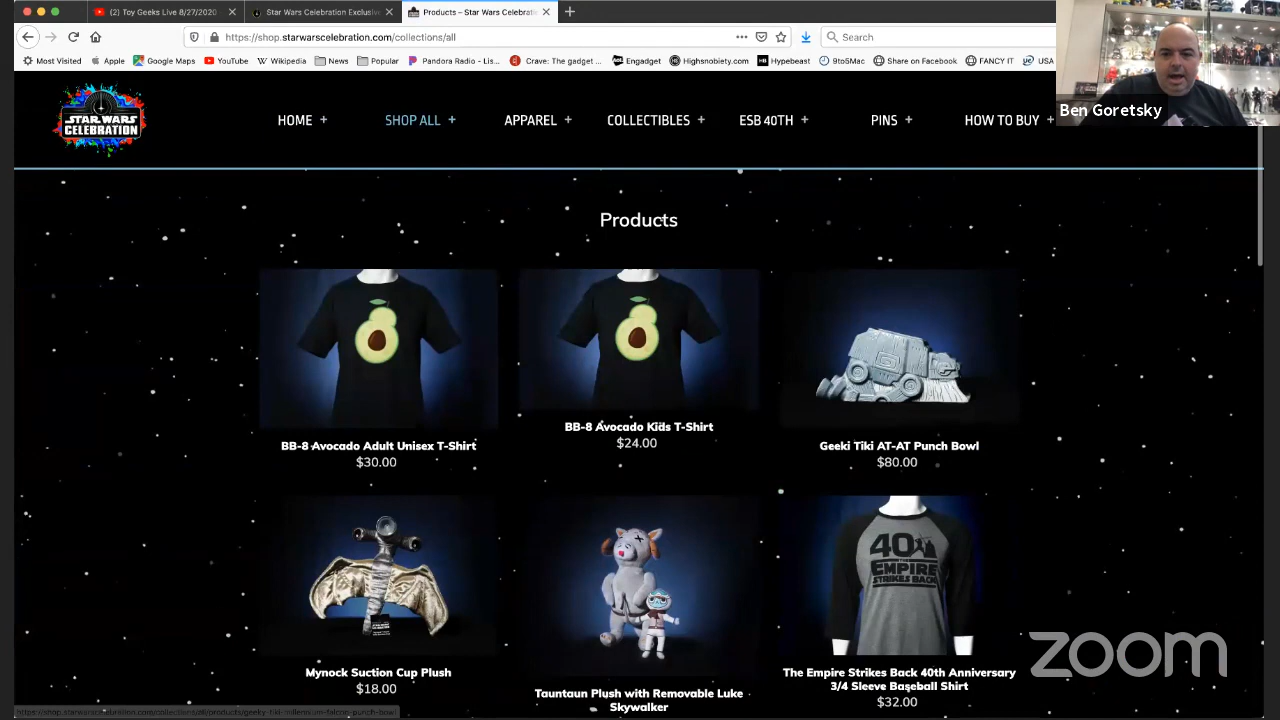 (2) Toy Geeks Live 8/27/2020
Star Wars Celebration Exclusive
Products – Star Wars Celebrati
https://shop.starwarscelebration.com/collections/all
Search
Most Visited
Apple
Google Maps
YouTube
Wikipedia
News
Popular
Pandora Radio - Lis...
Crave: The gadget ...
Engadget
Highsnobiety.com
Hypebeast
9to5Mac
Share on Facebook
FANCY IT
USA
Ben Goretsky
STAR WARS
CELEBRATION
HOME +
SHOP ALL +
APPAREL +
COLLECTIBLES +
ESB 40TH +
PINS +
HOW TO BUY +
Products
BB-8 Avocado Adult Unisex T-Shirt
$30.00
BB-8 Avocado Kids T-Shirt
$24.00
Geeki Tiki AT-AT Punch Bowl
$80.00
40
EMPIRE
STRIKES BACK
Mynock Suction Cup Plush
$18.00
Tauntaun Plush with Removable Luke
Skywalker
The Empire Strikes Back 40th Anniversary
3/4 Sleeve Baseball Shirt
$32.00
zoom